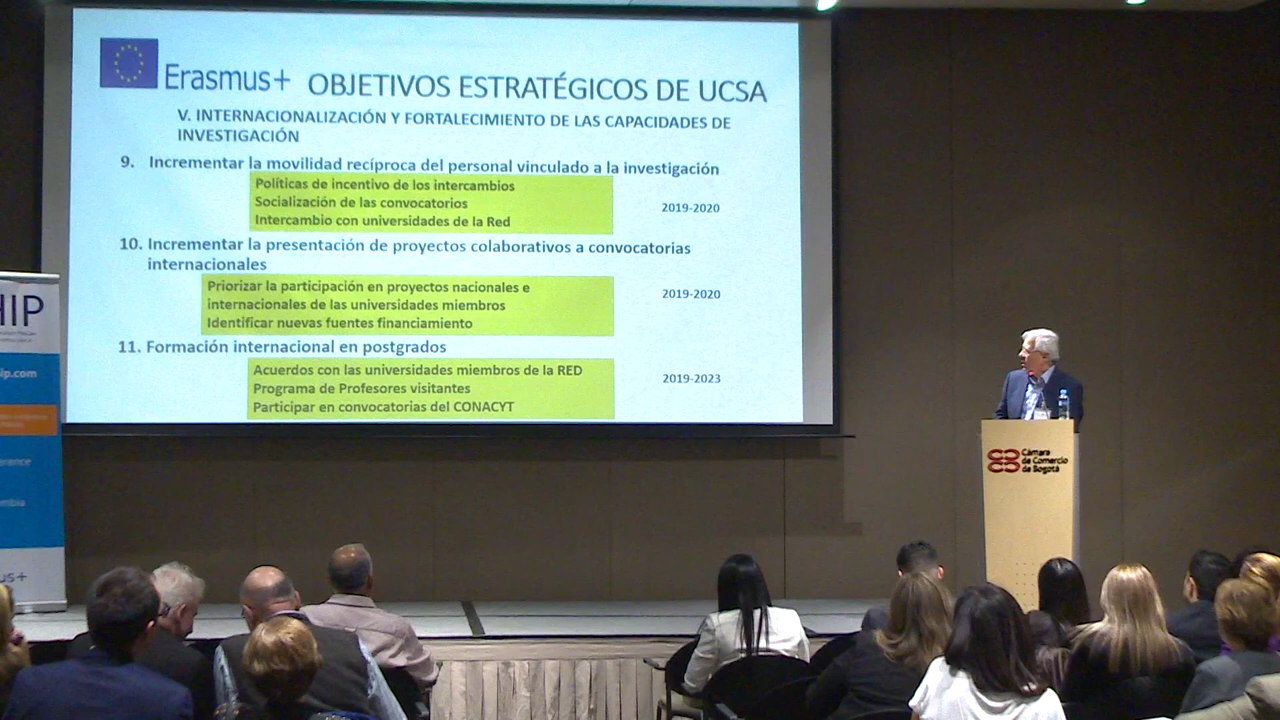 Erasmus+ OBJETIVOS ESTRATÉGICOS DE UCSA
V. INTERNACIONALIZACIÓN Y FORTALECIMIENTO DE LAS CAPACIDADES DE
INVESTIGACIÓN
9. Incrementar la movilidad recíproca del personal vinculado a la investigación
Políticas de incentivo de los intercambios
Socialización de las convocatorios
Intercambio con universidades de la Red
2019-2020
10. Incrementar la presentación de proyectos colaborativos a convocatorias
internacionales
Priorizar la participación en proyectos nacionales e
internacionales de las universidades miembros
Identificar nuevas fuentes financiamiento
2019-2020
11. Formación internacional en postgrados
Acuerdos con las universidades miembros de la RED
Programa de Profesores visitantes
Participar en convocatorias del CONACYT
2019-2023
HIP
ip.com
erence
mbia
us+
Cámara
de Comercio
de Bogotá